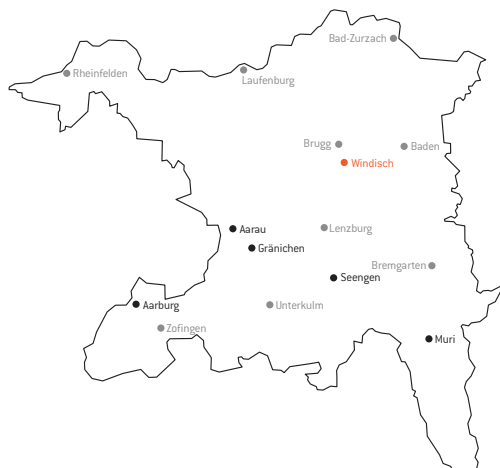 Bad-Zurzach
Rheinfelden
Laufenburg
Brugg
Baden
Windisch
Aarau
Lenzburg
Gränichen
Bremgarten
Seengen
Aarburg
Unterkulm
Zofingen
Muri